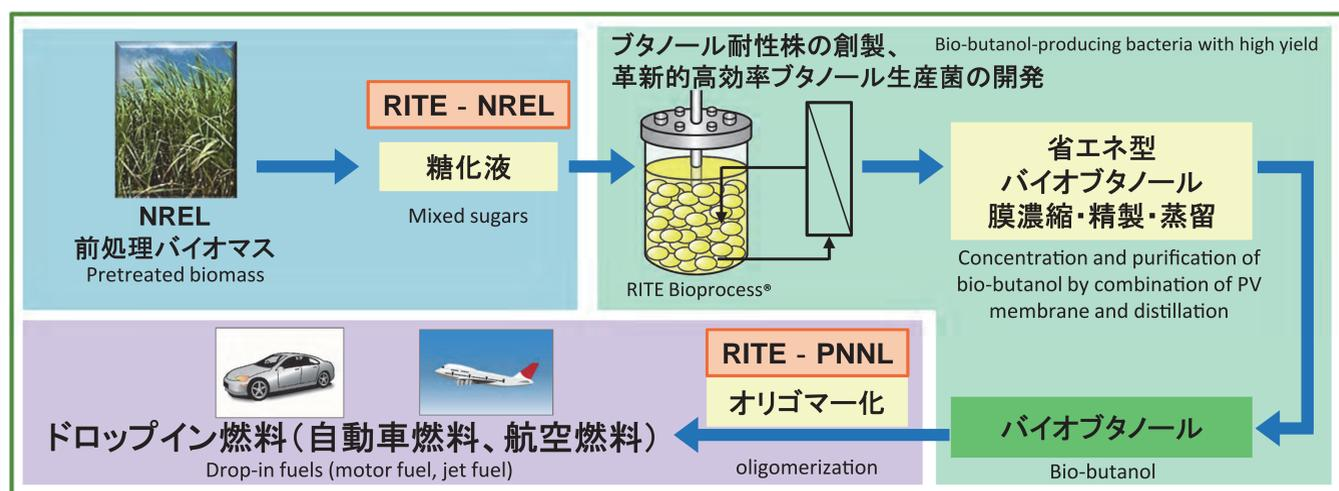 NREL
前処理バイオマス
Pretreated biomass
RITE - NREL
糖化液
Mixed sugars
ブタノール耐性株の創製、
革新的高効率ブタノール生産菌の開発
Bio-butanol-producing bacteria with high yield
RITE Bioprocess®
省エネ型
バイオブタノール
膜濃縮・精製・蒸留
Concentration and purification of
bio-butanol by combination of PV
membrane and distillation
バイオブタノール
Bio-butanol
RITE - PNNL
オリゴマー化
oligomerization
ドロップイン燃料（自動車燃料、航空燃料）
Drop-in fuels (motor fuel, jet fuel)